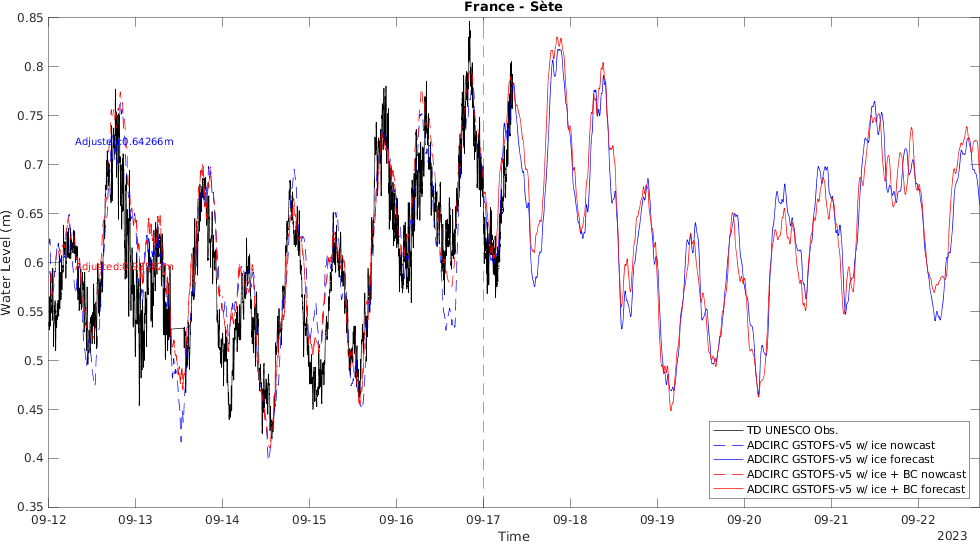 France - Sète
Water Level (m)
0.85
0.8
0.75
0.7
0.65
0.6
0.55
0.5
0.45
0.4
0.35
Adjusted:0.64266m
TD UNESCO Obs.
ADCIRC GSTOFS-v5 w/ ice nowcast
ADCIRC GSTOFS-v5 w/ ice forecast
ADCIRC GSTOFS-v5 w/ ice + BC nowcast
ADCIRC GSTOFS-v5 w/ ice + BC forecast
09-12 09-13 09-14 09-15 09-16 09-17 09-18 09-19 09-20 09-21 09-22
Time
2023